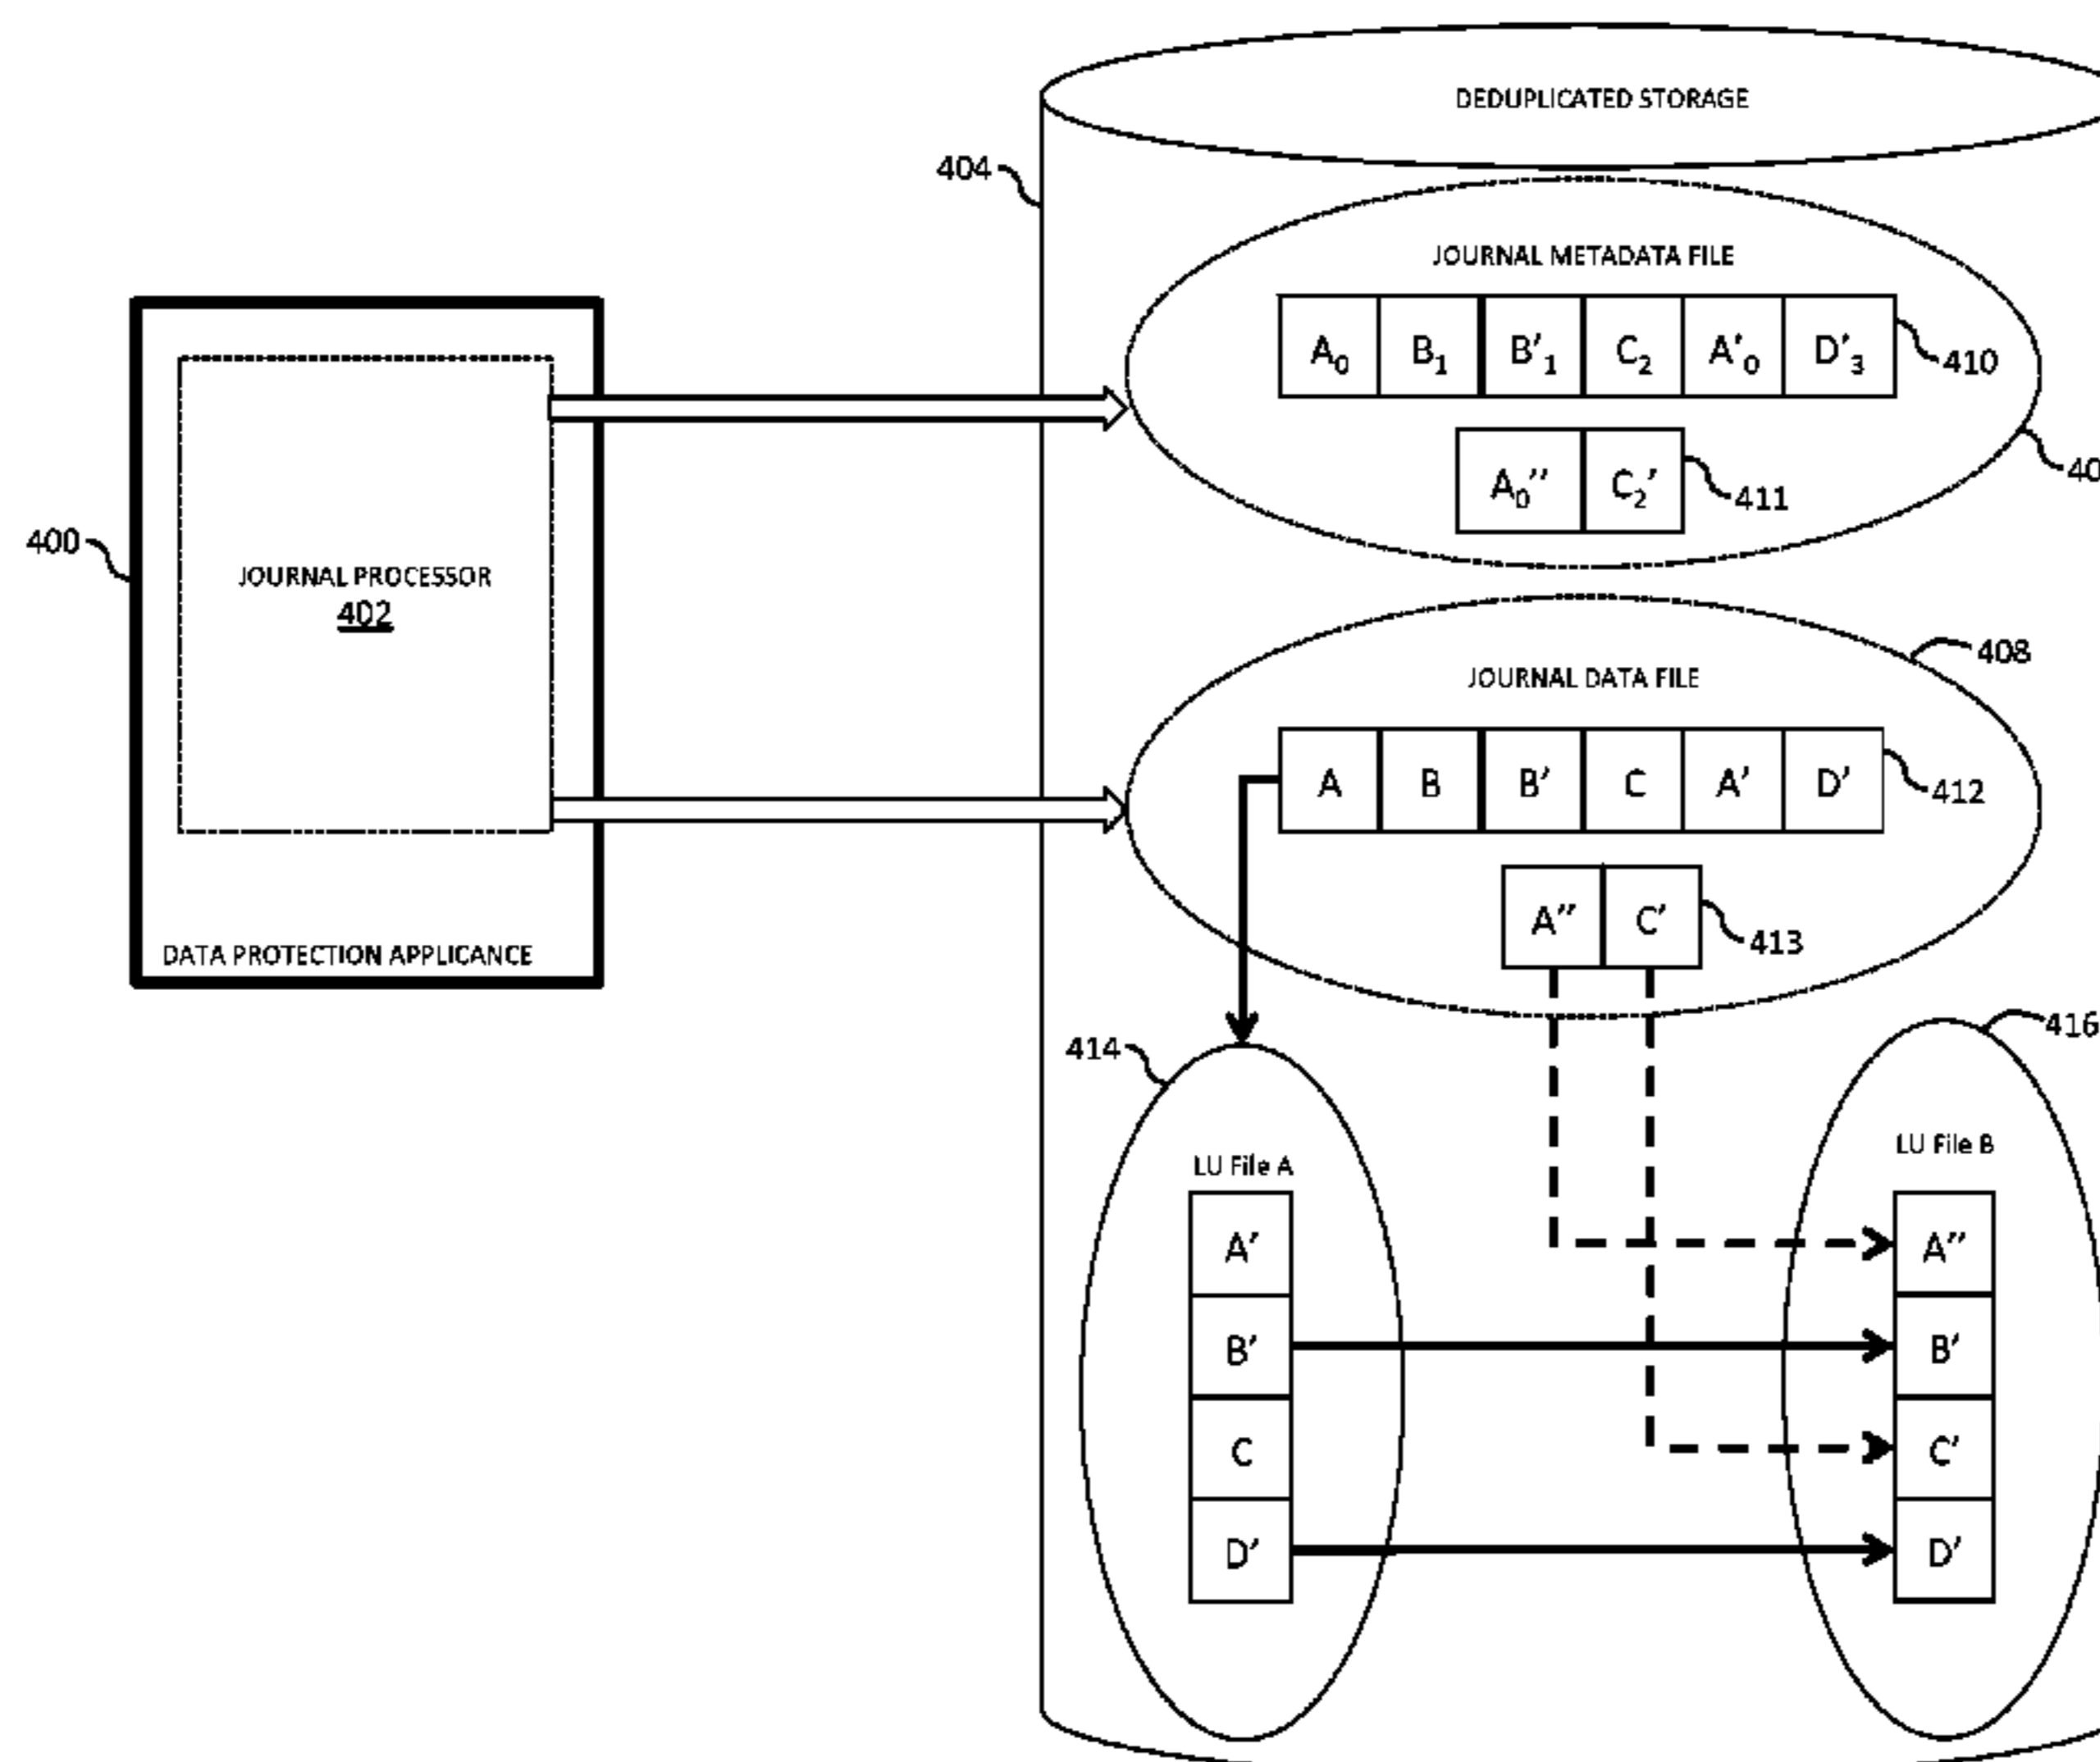 DEDUPLICATED STORAGE
404
JOURNAL METADATA FILE
A₀ B₁ B'₁ C₂ A'₀ D'₃
410
A₀'' C₂'
411
40
400
JOURNAL PROCESSOR
402
DATA PROTECTION APPLICANCE
408
JOURNAL DATA FILE
A B B' C A' D'
412
A'' C'
413
414
416
LU File A
A'
B'
C
D'
LU File B
A''
B'
C'
D'